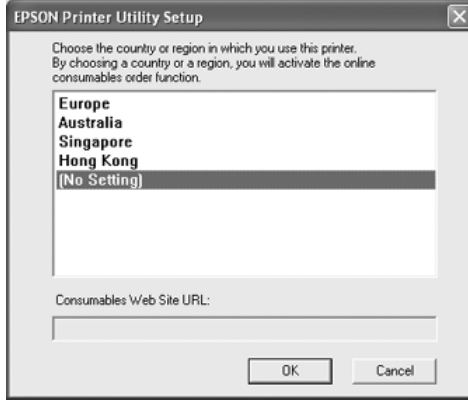 EPSON Printer Utility Setup
Choose the country or region in which you use this printer.
By choosing a country or a region, you will activate the online
consumables order function.
Europe
Australia
Singapore
Hong Kong
(No Setting)
Consumables Web Site URL:
OK
Cancel